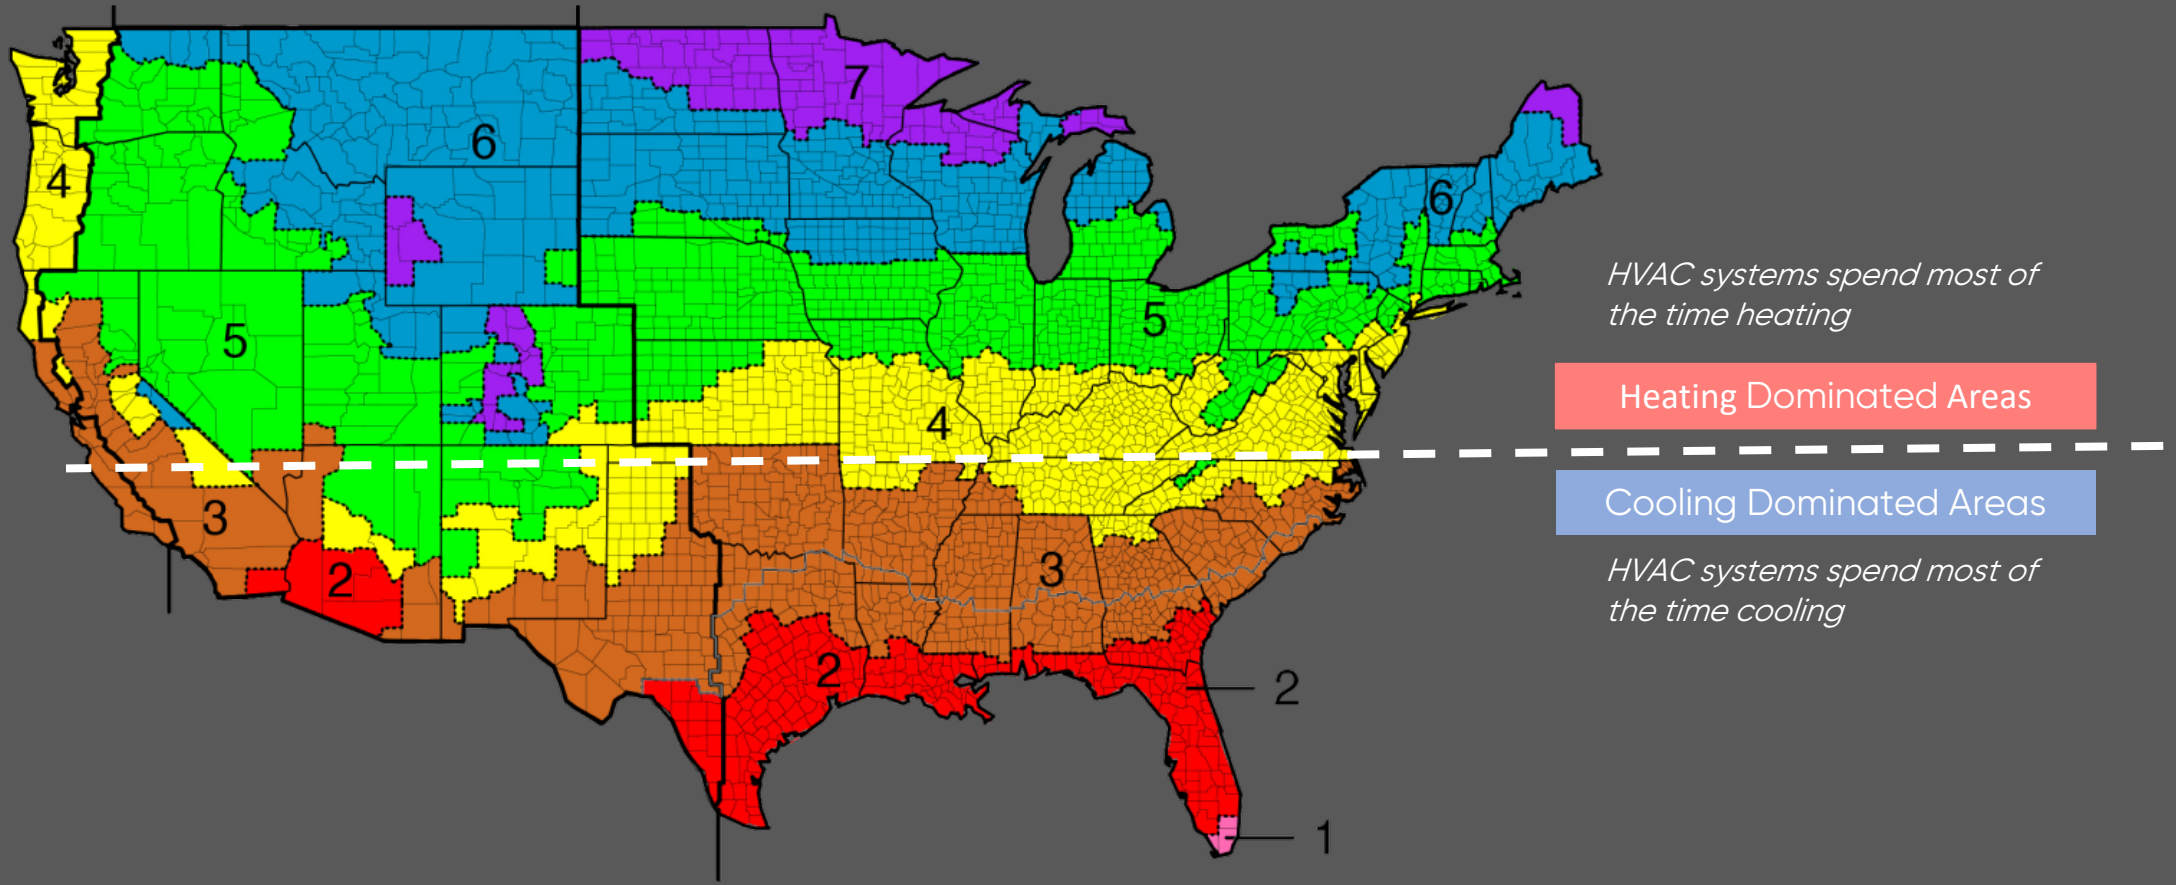 7
6
4
6
5
5
4
3
3
2
2
2
1
HVAC systems spend most of
the time heating
Heating Dominated Areas
Cooling Dominated Areas
HVAC systems spend most of
the time cooling